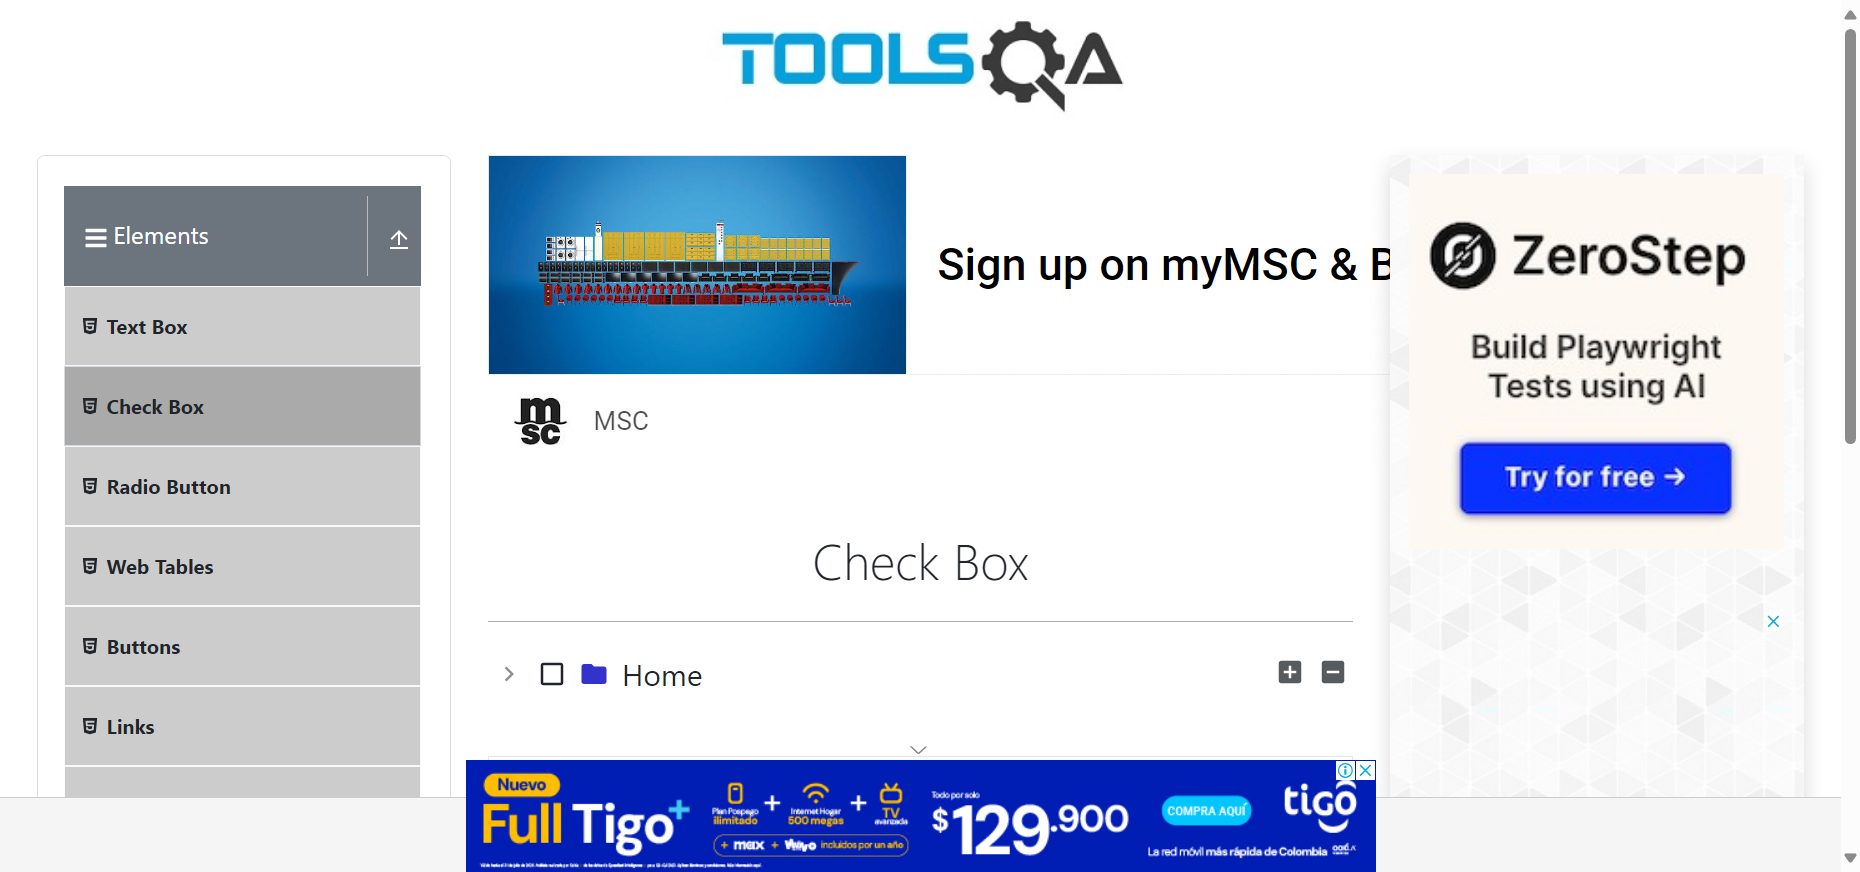 TOOLSQA
Elements
Text Box
Check Box
Radio Button
Web Tables
Buttons
Links
Sign up on myMSC & B
msc
MSC
Check Box
Home
ZeroStep
Build Playwright
Tests using AI
Try for free →
Nuevo
Full Tigo+
Plan Pospago
ilimitado
+
Internet Hogar
500 megas
+
TV
avanzada
+ max + incluidos por un año
Todo por solo
$129.900
COMPRA AQUÍ
tigo
La red móvil más rápida de Colombia